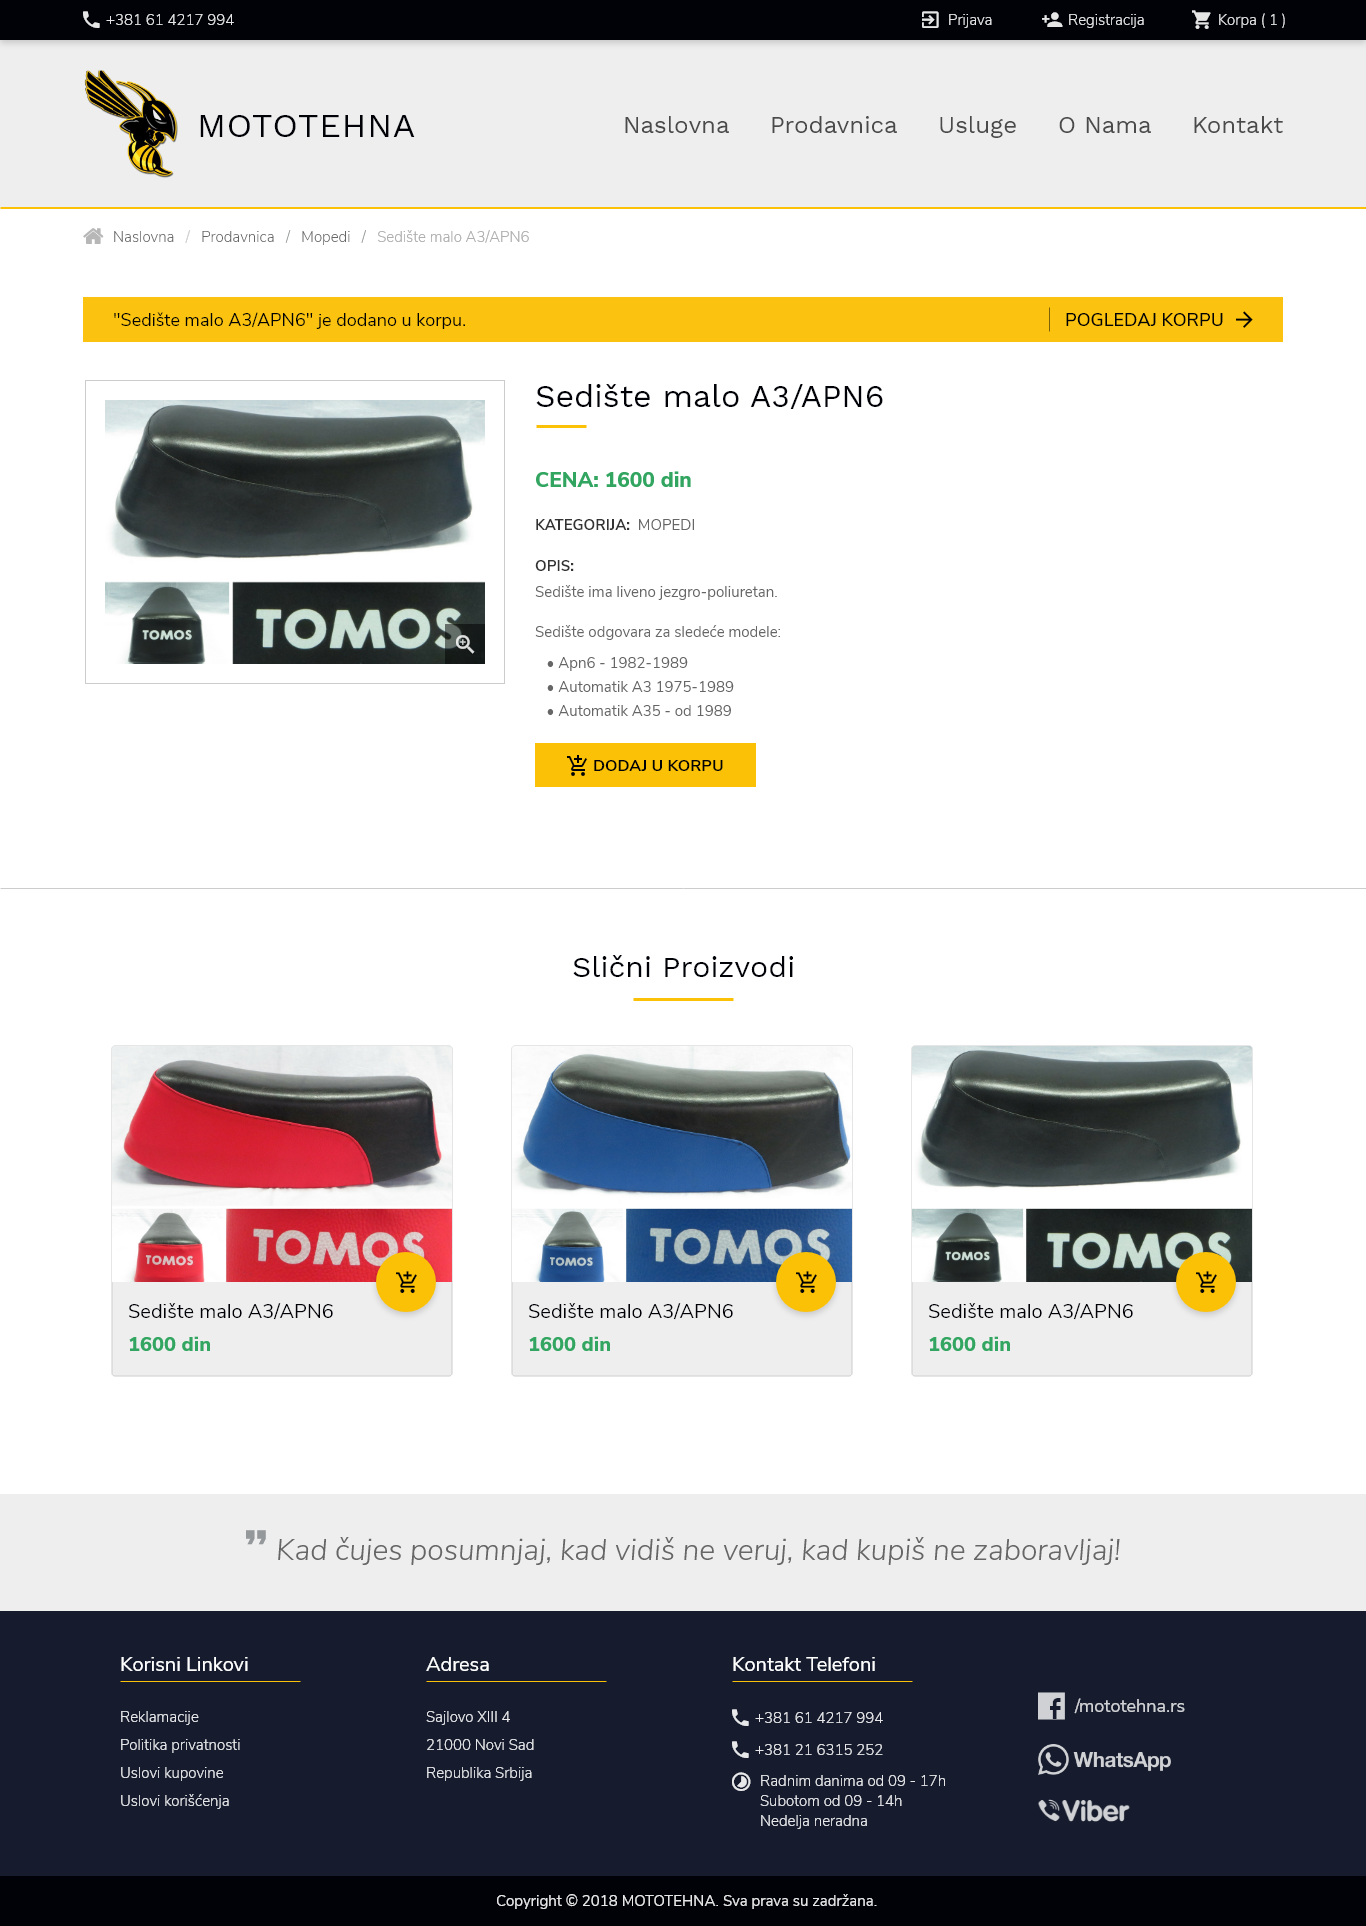 +381 61 4217 994
Prijava
Registracija
Korpa ( 1 )
MOTOTEHNA
Naslovna
Prodavnica
Usluge
O Nama
Kontakt
Naslovna / Prodavnica / Mopedi / Sedište malo A3/APN6
"Sedište malo A3/APN6" je dodano u korpu.
POGLEDAJ KORPU
TOMOS
TOMOS
Sedište malo A3/APN6
CENA: 1600 din
KATEGORIJA: MOPEDI
OPIS:
Sedište ima liveno jezgro-poliuretan.
Sedište odgovara za sledeće modele:
• Apn6 - 1982-1989
• Automatik A3 1975-1989
• Automatik A35 - od 1989
DODAJ U KORPU
Slični Proizvodi
TOMOS
TOMOS
Sedište malo A3/APN6
1600 din
TOMOS
TOMOS
Sedište malo A3/APN6
1600 din
TOMOS
TOMOS
Sedište malo A3/APN6
1600 din
" Kad čujes posumnjaj, kad vidiš ne veruj, kad kupiš ne zaboravljaj!
Korisni Linkovi
Reklamacije
Politika privatnosti
Uslovi kupovine
Uslovi korišćenja
Adresa
Sajlovo XIII 4
21000 Novi Sad
Republika Srbija
Kontakt Telefoni
+381 61 4217 994
+381 21 6315 252
Radnim danima od 09 - 17h
Subotom od 09 - 14h
Nedelja neradna
/mototehna.rs
WhatsApp
Viber
Copyright © 2018 MOTOTEHNA. Sva prava su zadržana.